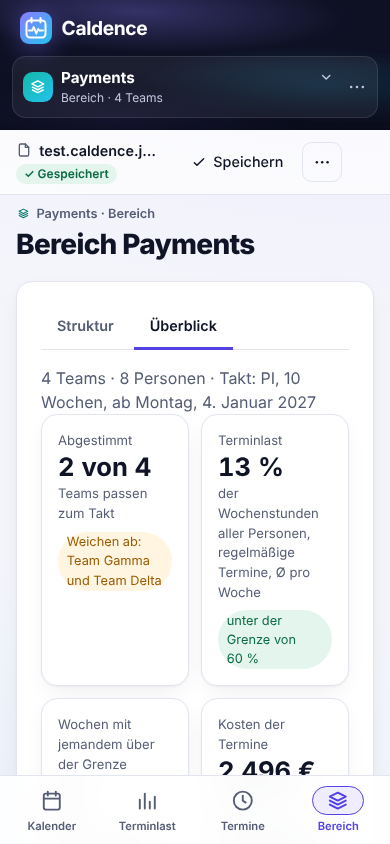 Caldence
Payments
Bereich · 4 Teams
test.caldence.j...
Gespeichert
Speichern
Payments · Bereich
Bereich Payments
Struktur
Überblick
4 Teams · 8 Personen · Takt: PI, 10
Wochen, ab Montag, 4. Januar 2027
Abgestimmt
2 von 4
Teams passen
zum Takt
Weichen ab:
Team Gamma
und Team Delta
Terminlast
13 %
der
Wochenstunden
aller Personen,
regelmäßige
Termine, Ø pro
Woche
unter der
Grenze von
60 %
Wochen mit
jemandem über
der Grenze
Kosten der
Termine
2.496 €
Kalender
Terminlast
Termine
Bereich